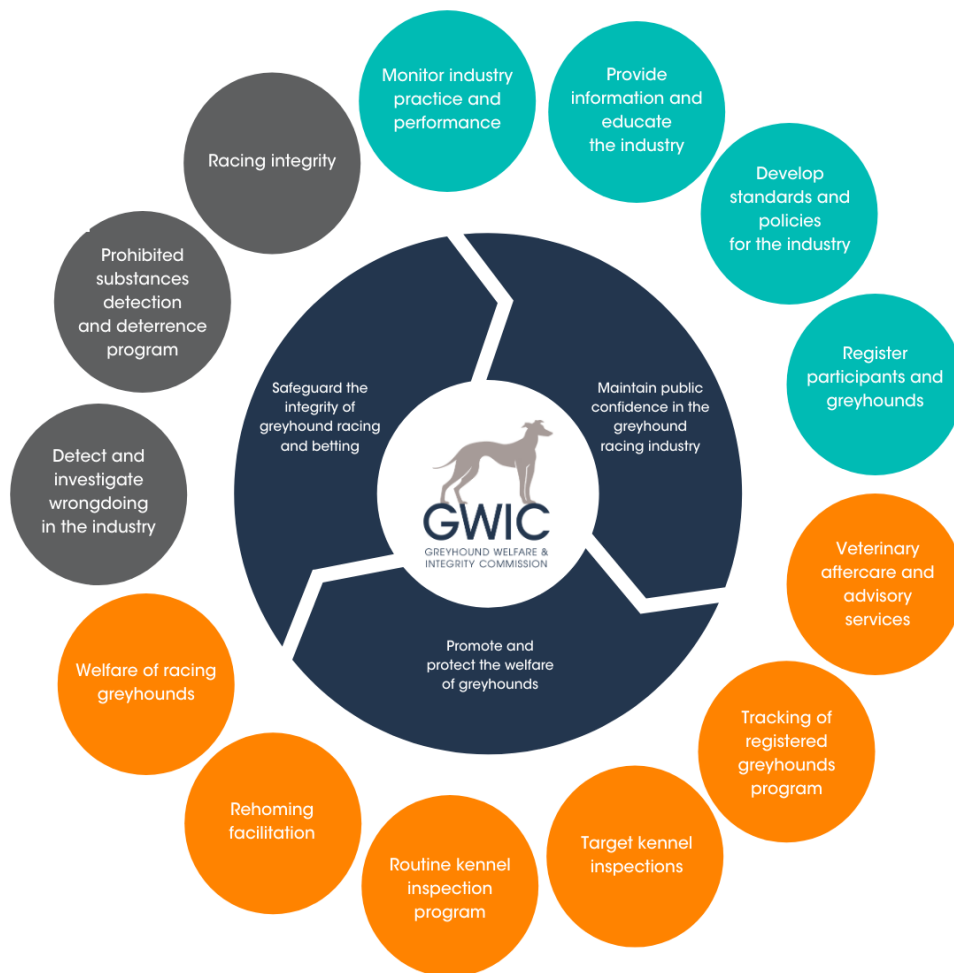 Monitor industry
practice and
performance
Provide
information and
educate
the industry
Develop
standards and
policies
for the industry
Register
participants and
greyhounds
Veterinary
aftercare and
advisory
services
Tracking of
registered
greyhounds
program
Target kennel
inspections
Routine kennel
inspection
program
Rehoming
facilitation
Welfare of racing
greyhounds
Detect and
investigate
wrongdoing
in the industry
Prohibited
substances
detection
and deterrence
program
Racing integrity
Safeguard the
integrity of
greyhound racing
and betting
Maintain public
confidence in the
greyhound
racing industry
Promote and
protect the welfare
of greyhounds
GWIC
GREYHOUND WELFARE &
INTEGRITY COMMISSION